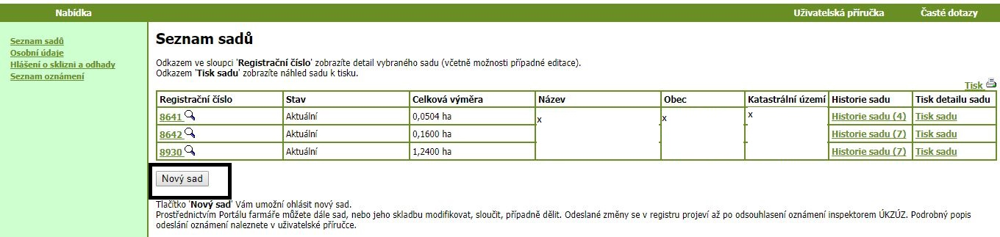 Nabídka Uživatelská příručka Časté dotazy
Seznam sadů
Osobní údaje
Hlášení o sklizni a odhady
Seznam oznámení
Seznam sadů
Odkazem ve sloupci 'Registrační číslo' zobrazíte detail vybraného sadu (včetně možnosti případné editace).
Odkazem 'Tisk sadu' zobrazíte náhled sadu k tisku.
Tisk
Registrační číslo Stav Celková výměra Název Obec Katastrální území Historie sadu Tisk detailu sadu
8641 Aktuální 0,0504 ha x x x Historie sadu (4) Tisk sadu
8642 Aktuální 0,1600 ha Historie sadu (7) Tisk sadu
8930 Aktuální 1,2400 ha Historie sadu (7) Tisk sadu
Nový sad
Tlačítko 'Nový sad' Vám umožní ohlásit nový sad.
Prostřednictvím Portálu farmáře můžete dále sad, nebo jeho skladbu modifikovat, sloučit, případně dělit. Odeslané změny se v registru projeví až po odsouhlasení oznámení inspektorem ÚKZÚZ. Podrobný popis
odeslání oznámení naleznete v uživatelské příručce.